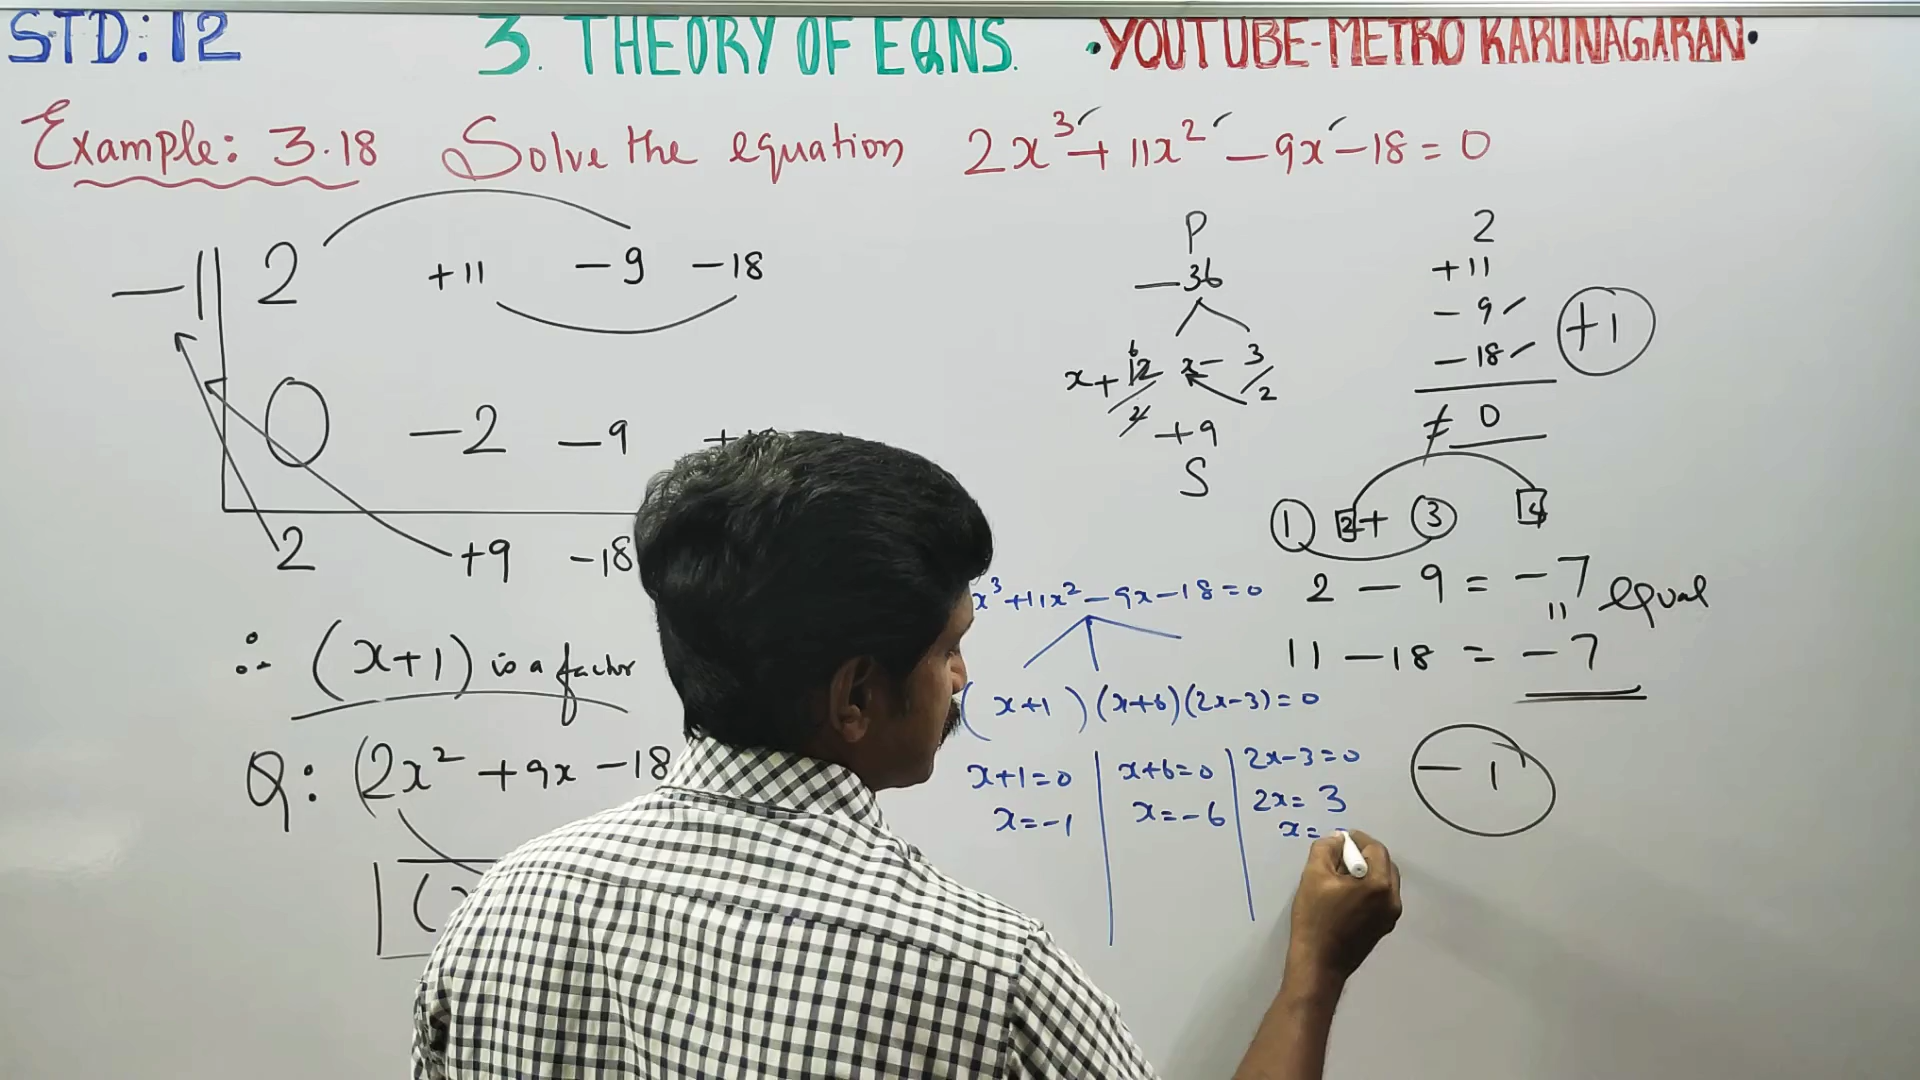 STD: 12 3. THEORY OF EQNS. •YOUTUBE-METRO KARUNAGARAN•
Example: 3.18 Solve the equation 2x³ + 11x² - 9x - 18 = 0
-1 2 +11 -9 -18
0 -2 -9
2 +9 -18
∴ (x+1) is a factor
Q: (2x² + 9x - 18
P
-36
x + 12 x - 3
6
2 2
+9
S
2
+11
-9
-18
≠ 0
+1
1 2 + 3 4
2 - 9 = -7
11 equal
11 - 18 = -7
-1
x³ + 11x² - 9x - 18 = 0
(x+1) (x+6) (2x-3) = 0
x+1=0 x+6=0 2x-3=0
x=-1 x=-6 2x=3
x=